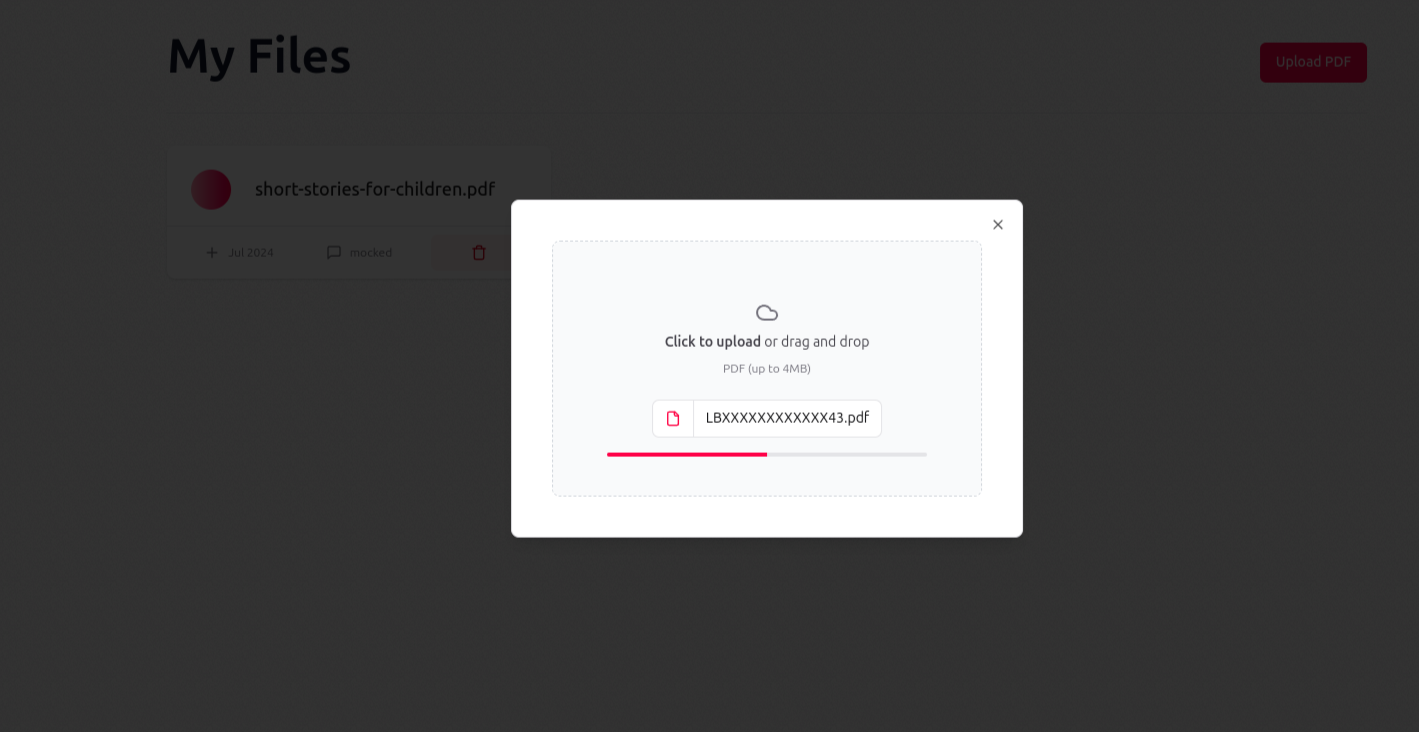 My Files
Upload PDF
short-stories-for-children.pdf
Jul 2024
mocked
Click to upload or drag and drop
PDF (up to 4MB)
LBXXXXXXXXXXXX43.pdf